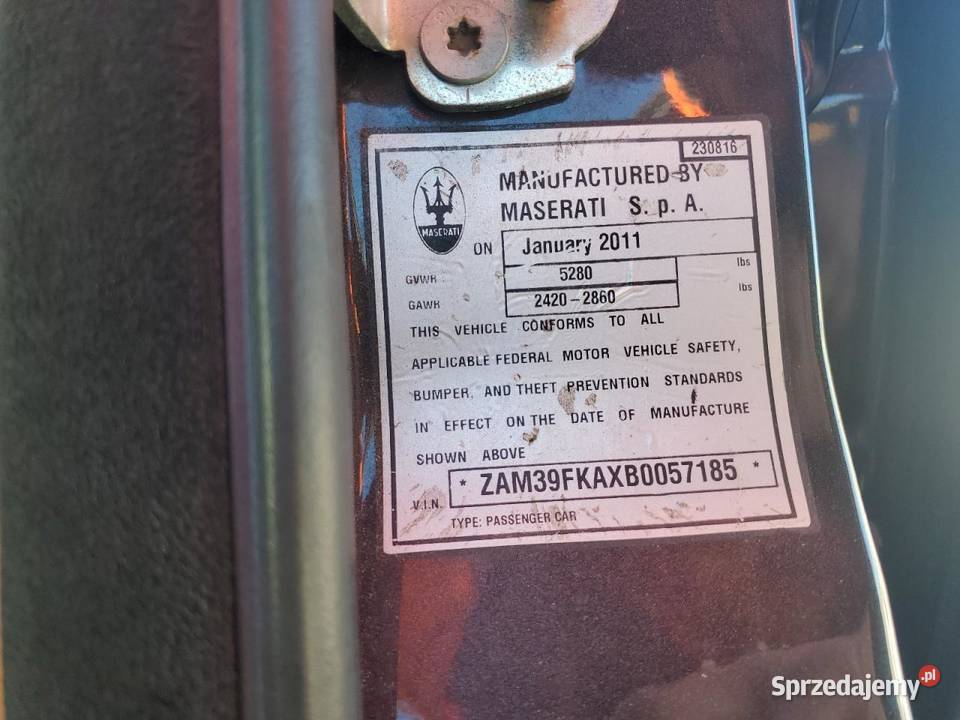 230816
MANUFACTURED BY
MASERATI S. p. A.
MASERATI
ON January 2011
GVWR 5280 lbs
GAWR 2420-2860 lbs
THIS VEHICLE CONFORMS TO ALL
APPLICABLE FEDERAL MOTOR VEHICLE SAFETY,
BUMPER, AND THEFT PREVENTION STANDARDS
IN EFFECT ON THE DATE OF MANUFACTURE
SHOWN ABOVE
V.I.N. * ZAM39FKAXB0057185 *
TYPE: PASSENGER CAR
Sprzedajemy.pl